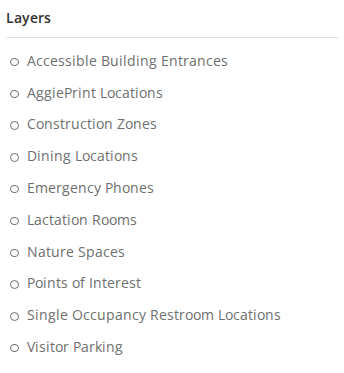 Layers
Accessible Building Entrances
AggiePrint Locations
Construction Zones
Dining Locations
Emergency Phones
Lactation Rooms
Nature Spaces
Points of Interest
Single Occupancy Restroom Locations
Visitor Parking